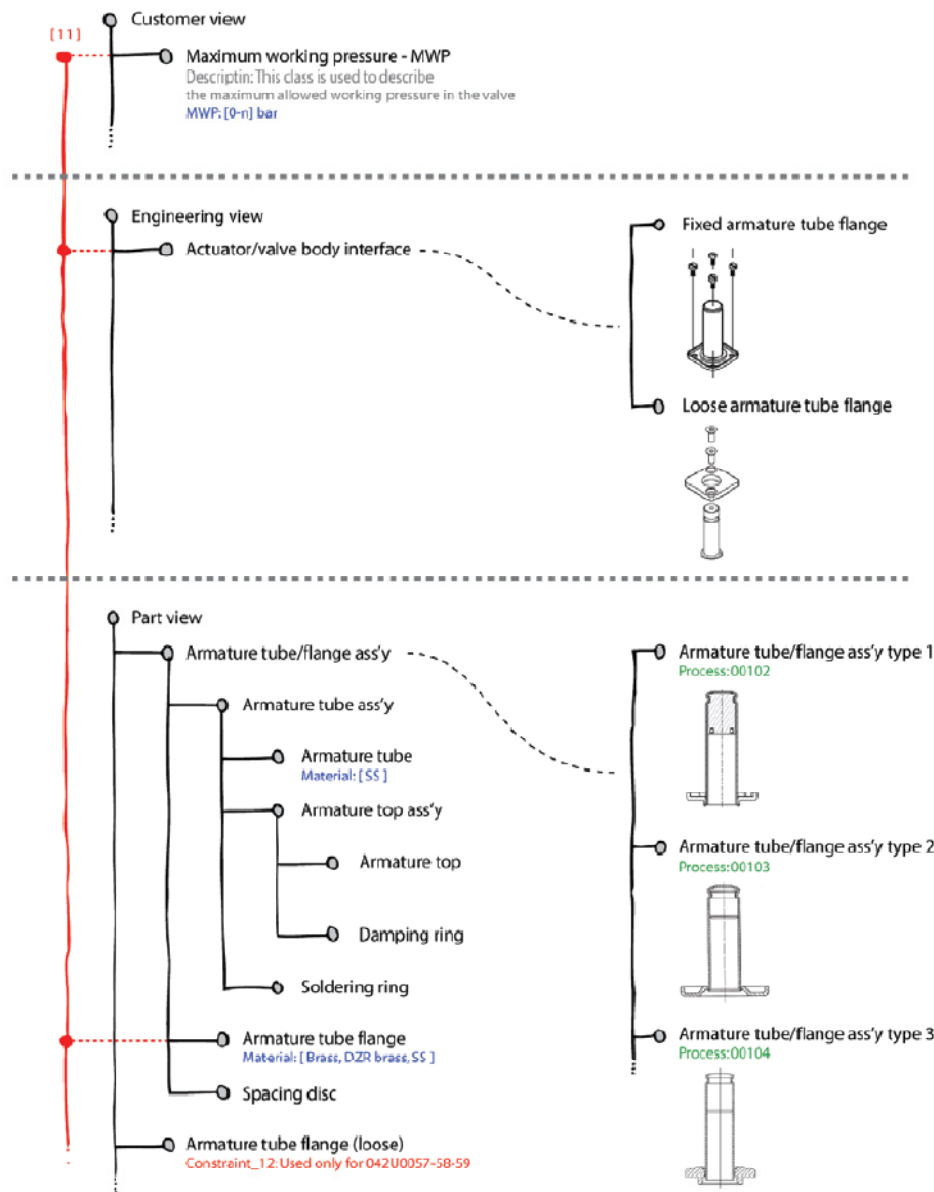 Customer view
[11]
Maximum working pressure - MWP
Descriptin: This class is used to describe
the maximum allowed working pressure in the valve
MWP: [0-n] bar
Engineering view
Actuator/valve body interface
Fixed armature tube flange
Loose armature tube flange
Part view
Armature tube/flange ass'y
Armature tube/flange ass'y type 1
Process:00102
Armature tube ass'y
Armature tube
Material: [ SS ]
Armature top ass'y
Armature tube/flange ass'y type 2
Process:00103
Armature top
Damping ring
Soldering ring
Armature tube flange
Material: [ Brass, DZR brass, SS ]
Armature tube/flange ass'y type 3
Process:00104
Spacing disc
Armature tube flange (loose)
Constraint_12: Used only for 042U0057-58-59